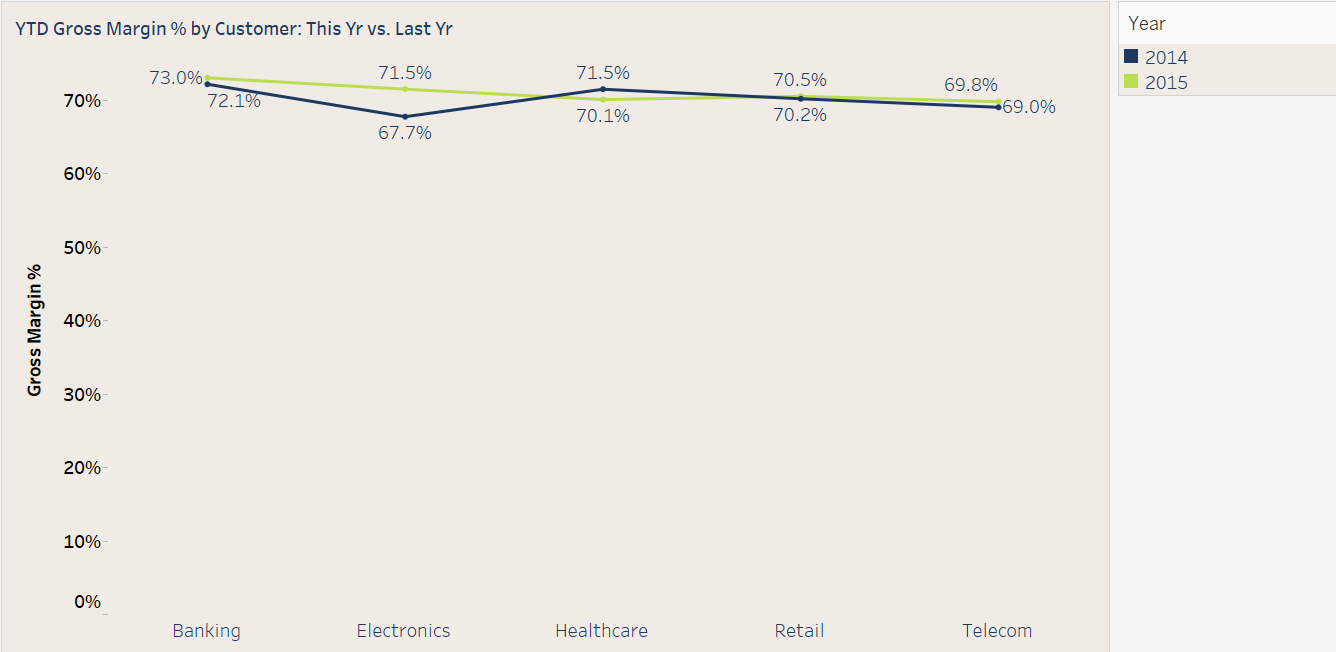 YTD Gross Margin % by Customer: This Yr vs. Last Yr
Year
2014
2015
73.0% 71.5% 71.5% 70.5% 69.8%
72.1% 67.7% 70.1% 70.2% 69.0%
Gross Margin %
70%
60%
50%
40%
30%
20%
10%
0%
Banking Electronics Healthcare Retail Telecom